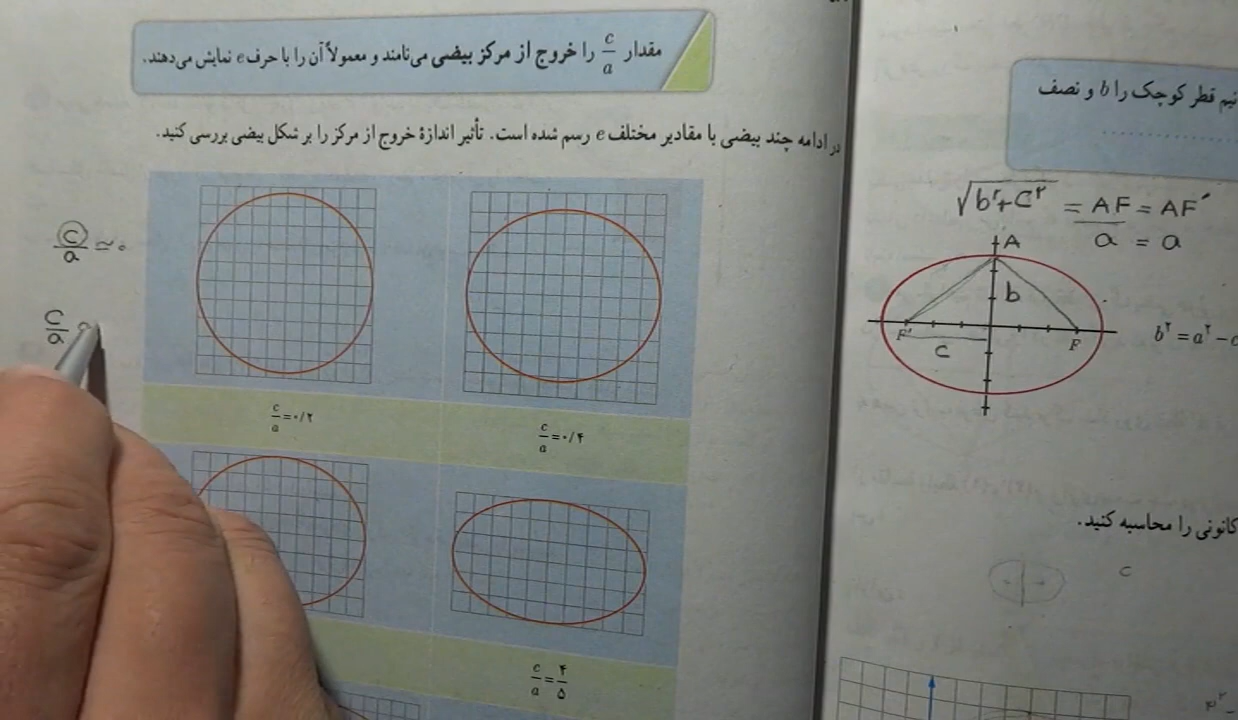 مقدار c/a را خروج از مرکز بیضی می‌نامند و معمولاً آن را با حرف e نمایش می‌دهند.
در ادامه چند بیضی با مقادیر مختلف e رسم شده است. تأثیر اندازهٔ خروج از مرکز را بر شکل بیضی بررسی کنید.
c/a ≃ ۰
c/a
c/a = ۰/۲
c/a = ۰/۴
c/a = ۴/۵
نیم قطر کوچک را b و نصف
√b²+C² = AF = AF′
a = a
A
b
F′
F
C
b² = a² −
کانونی را محاسبه کنید.
C